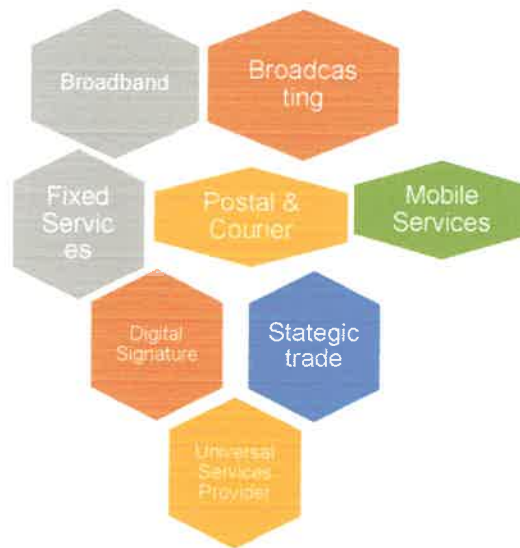 Broadband
Broadcas
ting
Fixed
Servic
es
Postal &
Courier
Mobile
Services
Digital
Signature
Stategic
trade
Universal
Services
Provider